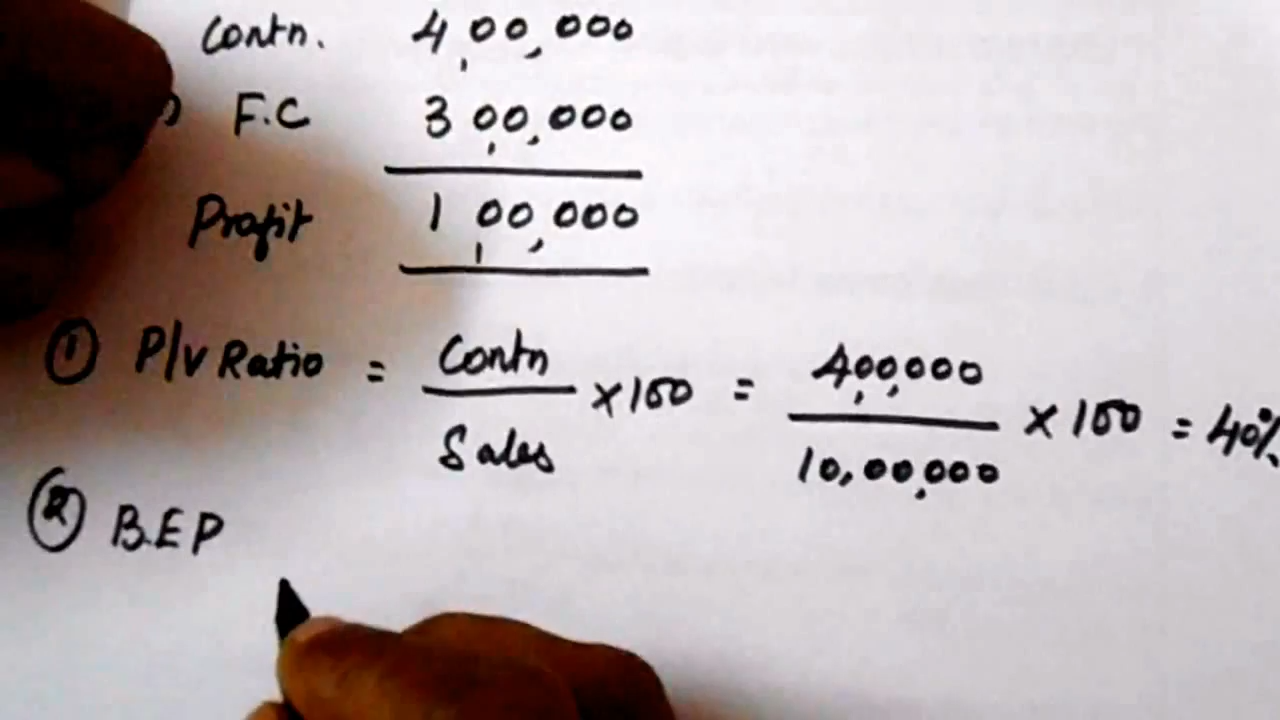 Contn. 4,00,000
) F.C 3,00,000
Profit 1,00,000
① P/V Ratio = Contn / Sales × 100 = 4,00,000 / 10,00,000 × 100 = 40%
② B.E.P